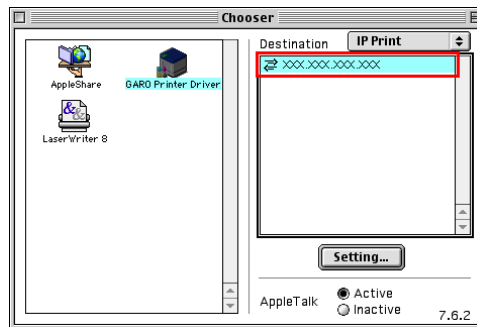 Chooser
Destination IP Print
XXX.XXX.XXX.XXX
AppleShare GARO Printer Driver
LaserWriter 8
Setting...
AppleTalk Active
Inactive
7.6.2